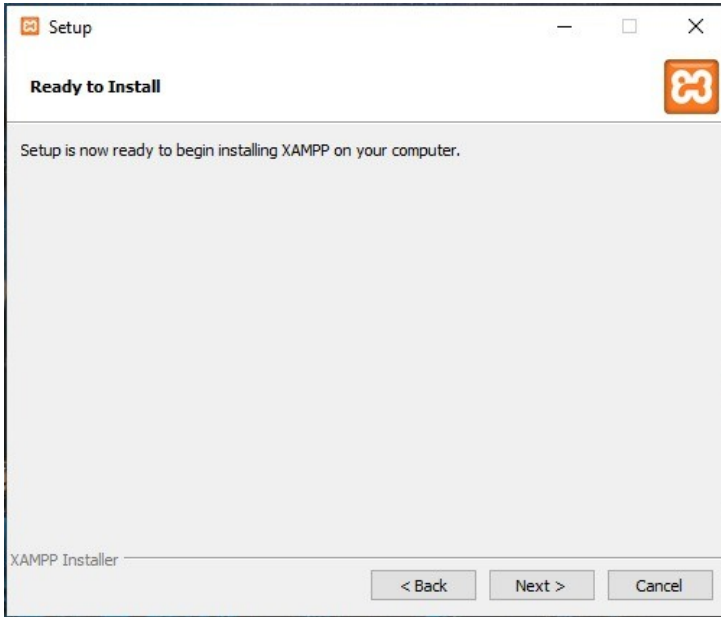 Setup
Ready to Install
Setup is now ready to begin installing XAMPP on your computer.
XAMPP Installer
< Back
Next >
Cancel